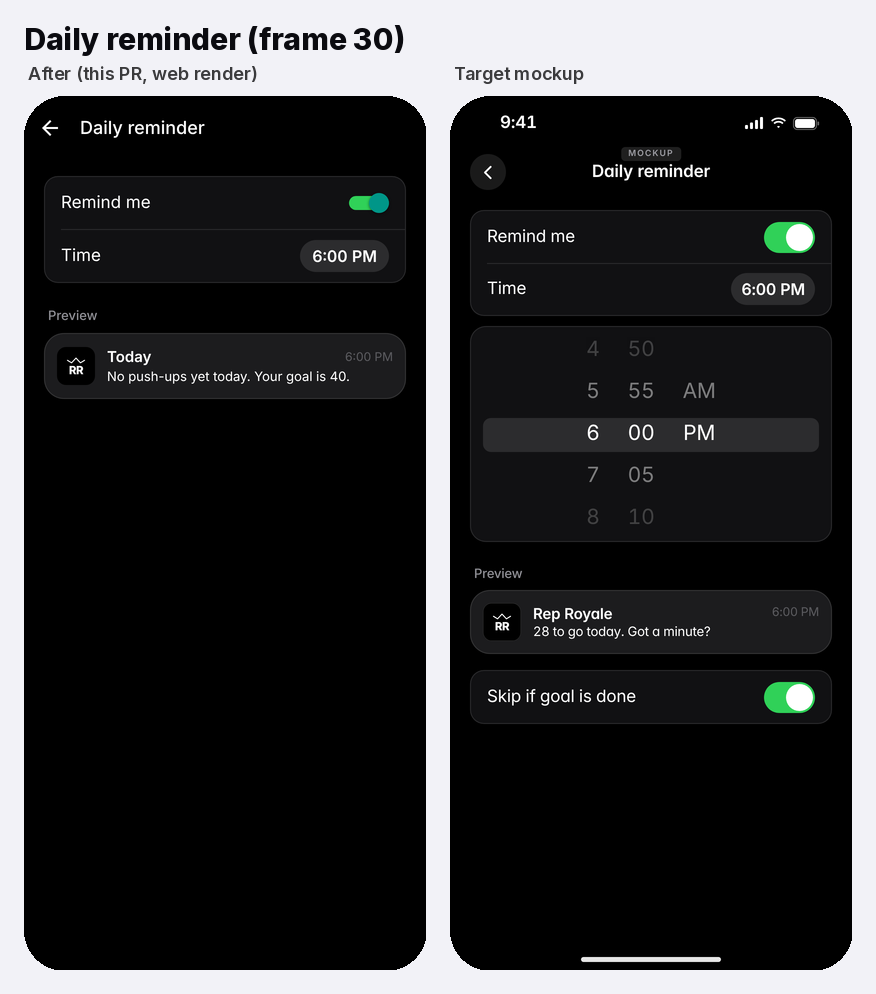 Daily reminder (frame 30)
After (this PR, web render)
Daily reminder
Remind me
Time
6:00 PM
Preview
RR
Today
6:00 PM
No push-ups yet today. Your goal is 40.
Target mockup
9:41
MOCKUP
Daily reminder
Remind me
Time
6:00 PM
4 50
5 55 AM
6 00 PM
7 05
8 10
Preview
RR
Rep Royale
6:00 PM
28 to go today. Got a minute?
Skip if goal is done